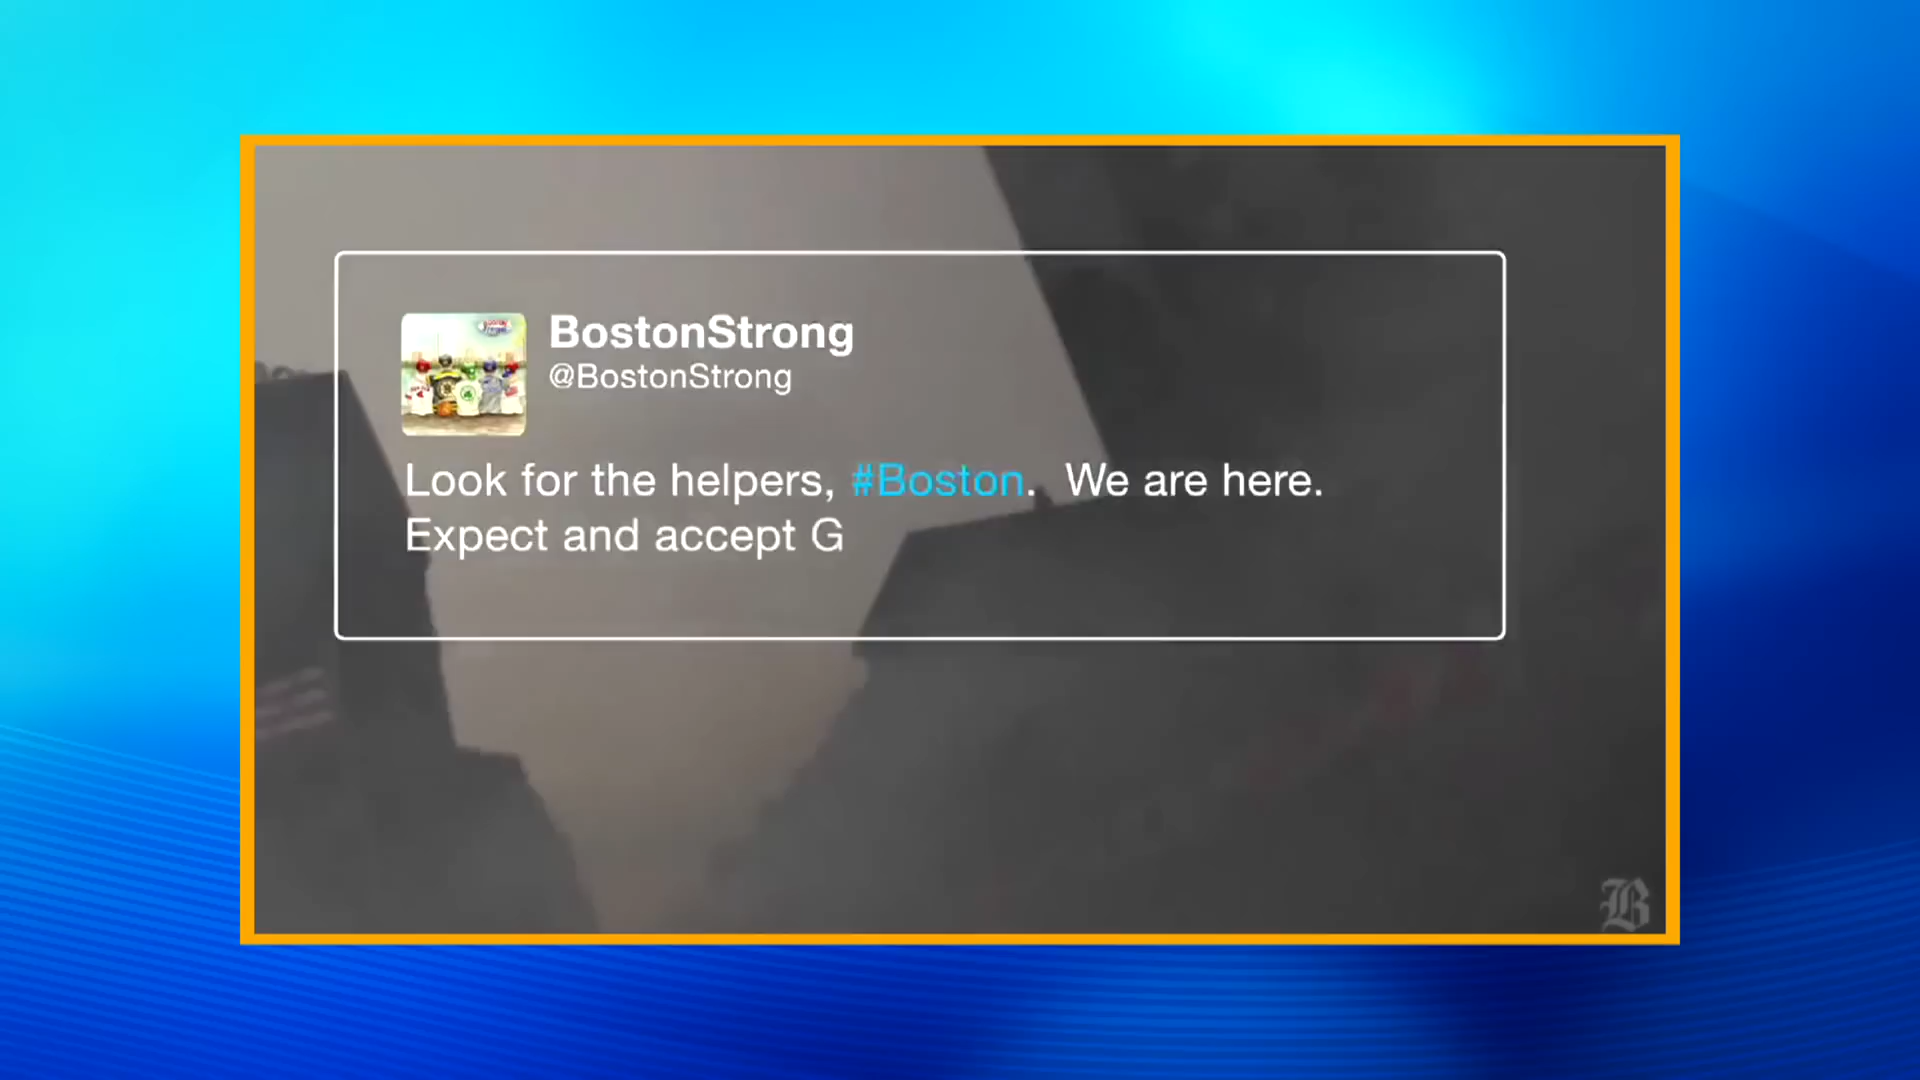 BostonStrong
@BostonStrong
Look for the helpers, #Boston.  We are here.
Expect and accept G
B